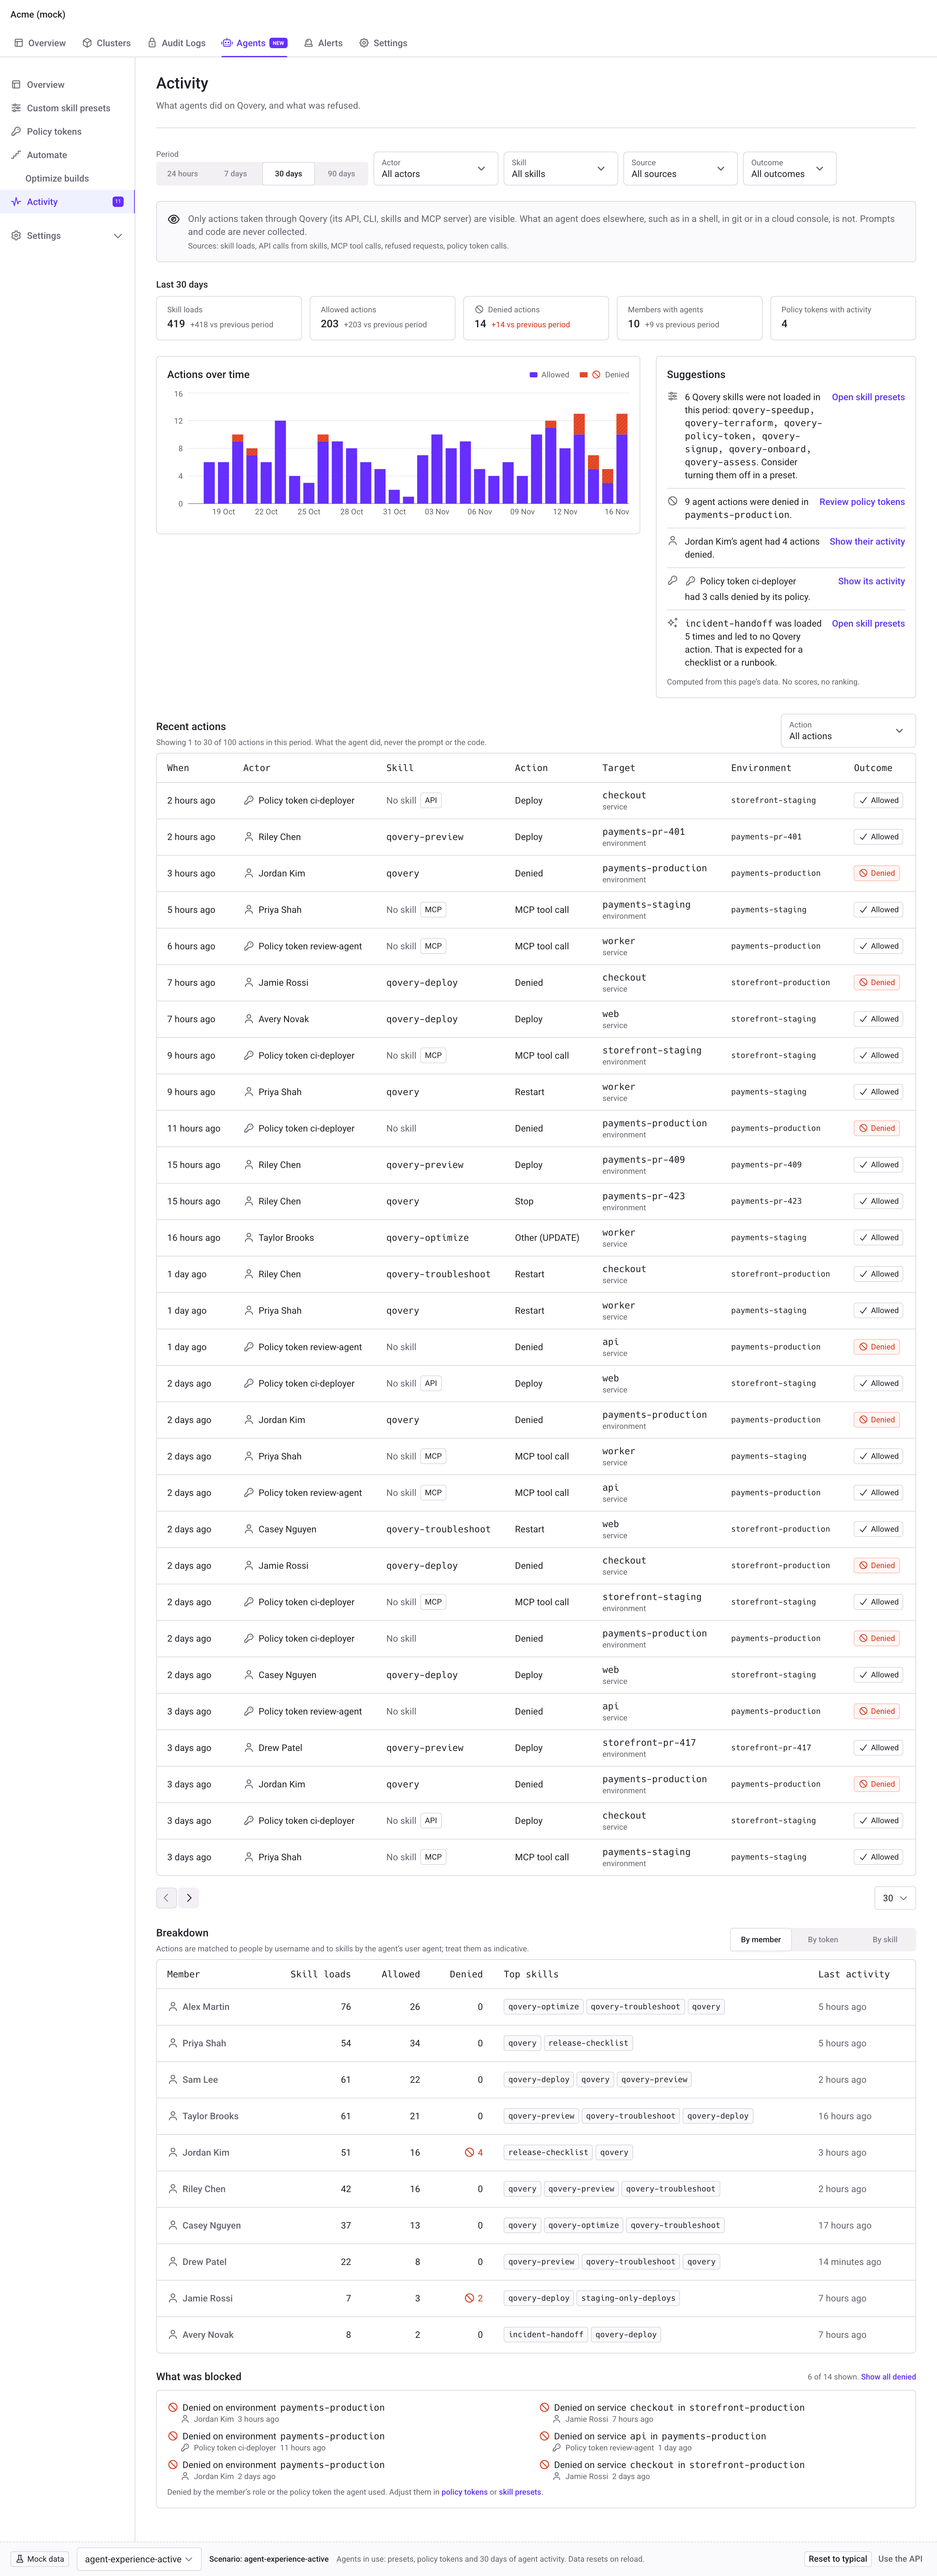 Acme (mock)
Overview
Clusters
Audit Logs
Agents NEW
Alerts
Settings
Overview
Custom skill presets
Policy tokens
Automate
Optimize builds
Activity 11
Settings
Activity
What agents did on Qovery, and what was refused.
Period
24 hours 7 days 30 days 90 days
Actor
All actors
Skill
All skills
Source
All sources
Outcome
All outcomes
Only actions taken through Qovery (its API, CLI, skills and MCP server) are visible. What an agent does elsewhere, such as in a shell, in git or in a cloud console, is not. Prompts
and code are never collected.
Sources: skill loads, API calls from skills, MCP tool calls, refused requests, policy token calls.
Last 30 days
Skill loads
419 +418 vs previous period
Allowed actions
203 +203 vs previous period
Denied actions
14 +14 vs previous period
Members with agents
10 +9 vs previous period
Policy tokens with activity
4
Actions over time
Allowed Denied
16
12
8
4
0
19 Oct 22 Oct 25 Oct 28 Oct 31 Oct 03 Nov 06 Nov 09 Nov 12 Nov 16 Nov
Suggestions
6 Qovery skills were not loaded in
this period: qovery-speedup,
qovery-terraform, qovery-
policy-token, qovery-
signup, qovery-onboard,
qovery-assess. Consider
turning them off in a preset.
Open skill presets
9 agent actions were denied in
payments-production.
Review policy tokens
Jordan Kim's agent had 4 actions
denied.
Show their activity
Policy token ci-deployer
had 3 calls denied by its policy.
Show its activity
incident-handoff was loaded
5 times and led to no Qovery
action. That is expected for a
checklist or a runbook.
Open skill presets
Computed from this page's data. No scores, no ranking.
Recent actions
Showing 1 to 30 of 100 actions in this period. What the agent did, never the prompt or the code.
Action
All actions
When Actor Skill Action Target Environment Outcome
2 hours ago Policy token ci-deployer No skill API Deploy checkout service storefront-staging Allowed
2 hours ago Riley Chen qovery-preview Deploy payments-pr-401 environment payments-pr-401 Allowed
3 hours ago Jordan Kim qovery Denied payments-production environment payments-production Denied
5 hours ago Priya Shah No skill MCP MCP tool call payments-staging environment payments-staging Allowed
6 hours ago Policy token review-agent No skill MCP MCP tool call worker service payments-production Allowed
7 hours ago Jamie Rossi qovery-deploy Denied checkout service storefront-production Denied
7 hours ago Avery Novak qovery-deploy Deploy web service storefront-staging Allowed
9 hours ago Policy token ci-deployer No skill MCP MCP tool call storefront-staging environment storefront-staging Allowed
9 hours ago Priya Shah qovery Restart worker service payments-staging Allowed
11 hours ago Policy token ci-deployer No skill Denied payments-production environment payments-production Denied
15 hours ago Riley Chen qovery-preview Deploy payments-pr-409 environment payments-pr-409 Allowed
15 hours ago Riley Chen qovery Stop payments-pr-423 environment payments-pr-423 Allowed
16 hours ago Taylor Brooks qovery-optimize Other (UPDATE) worker service payments-staging Allowed
1 day ago Riley Chen qovery-troubleshoot Restart checkout service storefront-production Allowed
1 day ago Priya Shah qovery Restart worker service payments-staging Allowed
1 day ago Policy token review-agent No skill Denied api service payments-production Denied
2 days ago Policy token ci-deployer No skill API Deploy web service storefront-staging Allowed
2 days ago Jordan Kim qovery Denied payments-production environment payments-production Denied
2 days ago Priya Shah No skill MCP MCP tool call worker service payments-staging Allowed
2 days ago Policy token review-agent No skill MCP MCP tool call api service payments-production Allowed
2 days ago Casey Nguyen qovery-troubleshoot Restart web service storefront-production Allowed
2 days ago Jamie Rossi qovery-deploy Denied checkout service storefront-production Denied
2 days ago Policy token ci-deployer No skill MCP MCP tool call storefront-staging environment storefront-staging Allowed
2 days ago Policy token ci-deployer No skill Denied payments-production environment payments-production Denied
2 days ago Casey Nguyen qovery-deploy Deploy web service storefront-staging Allowed
3 days ago Policy token review-agent No skill Denied api service payments-production Denied
3 days ago Drew Patel qovery-preview Deploy storefront-pr-417 environment storefront-pr-417 Allowed
3 days ago Jordan Kim qovery Denied payments-production environment payments-production Denied
3 days ago Policy token ci-deployer No skill API Deploy checkout service storefront-staging Allowed
3 days ago Priya Shah No skill MCP MCP tool call payments-staging environment payments-staging Allowed
30
Breakdown
Actions are matched to people by username and to skills by the agent's user agent; treat them as indicative.
By member By token By skill
Member Skill loads Allowed Denied Top skills Last activity
Alex Martin 76 26 0 qovery-optimize qovery-troubleshoot qovery 5 hours ago
Priya Shah 54 34 0 qovery release-checklist 5 hours ago
Sam Lee 61 22 0 qovery-deploy qovery qovery-preview 2 hours ago
Taylor Brooks 61 21 0 qovery-preview qovery-troubleshoot qovery-deploy 16 hours ago
Jordan Kim 51 16 4 release-checklist qovery 3 hours ago
Riley Chen 42 16 0 qovery qovery-preview qovery-troubleshoot 2 hours ago
Casey Nguyen 37 13 0 qovery qovery-optimize qovery-troubleshoot 17 hours ago
Drew Patel 22 8 0 qovery-preview qovery-troubleshoot qovery 14 minutes ago
Jamie Rossi 7 3 2 qovery-deploy staging-only-deploys 7 hours ago
Avery Novak 8 2 0 incident-handoff qovery-deploy 7 hours ago
What was blocked
6 of 14 shown. Show all denied
Denied on environment payments-production
Jordan Kim 3 hours ago
Denied on service checkout in storefront-production
Jamie Rossi 7 hours ago
Denied on environment payments-production
Policy token ci-deployer 11 hours ago
Denied on service api in payments-production
Policy token review-agent 1 day ago
Denied on environment payments-production
Jordan Kim 2 days ago
Denied on service checkout in storefront-production
Jamie Rossi 2 days ago
Denied by the member's role or the policy token the agent used. Adjust them in policy tokens or skill presets.
Mock data
agent-experience-active
Scenario: agent-experience-active Agents in use: presets, policy tokens and 30 days of agent activity. Data resets on reload.
Reset to typical
Use the API